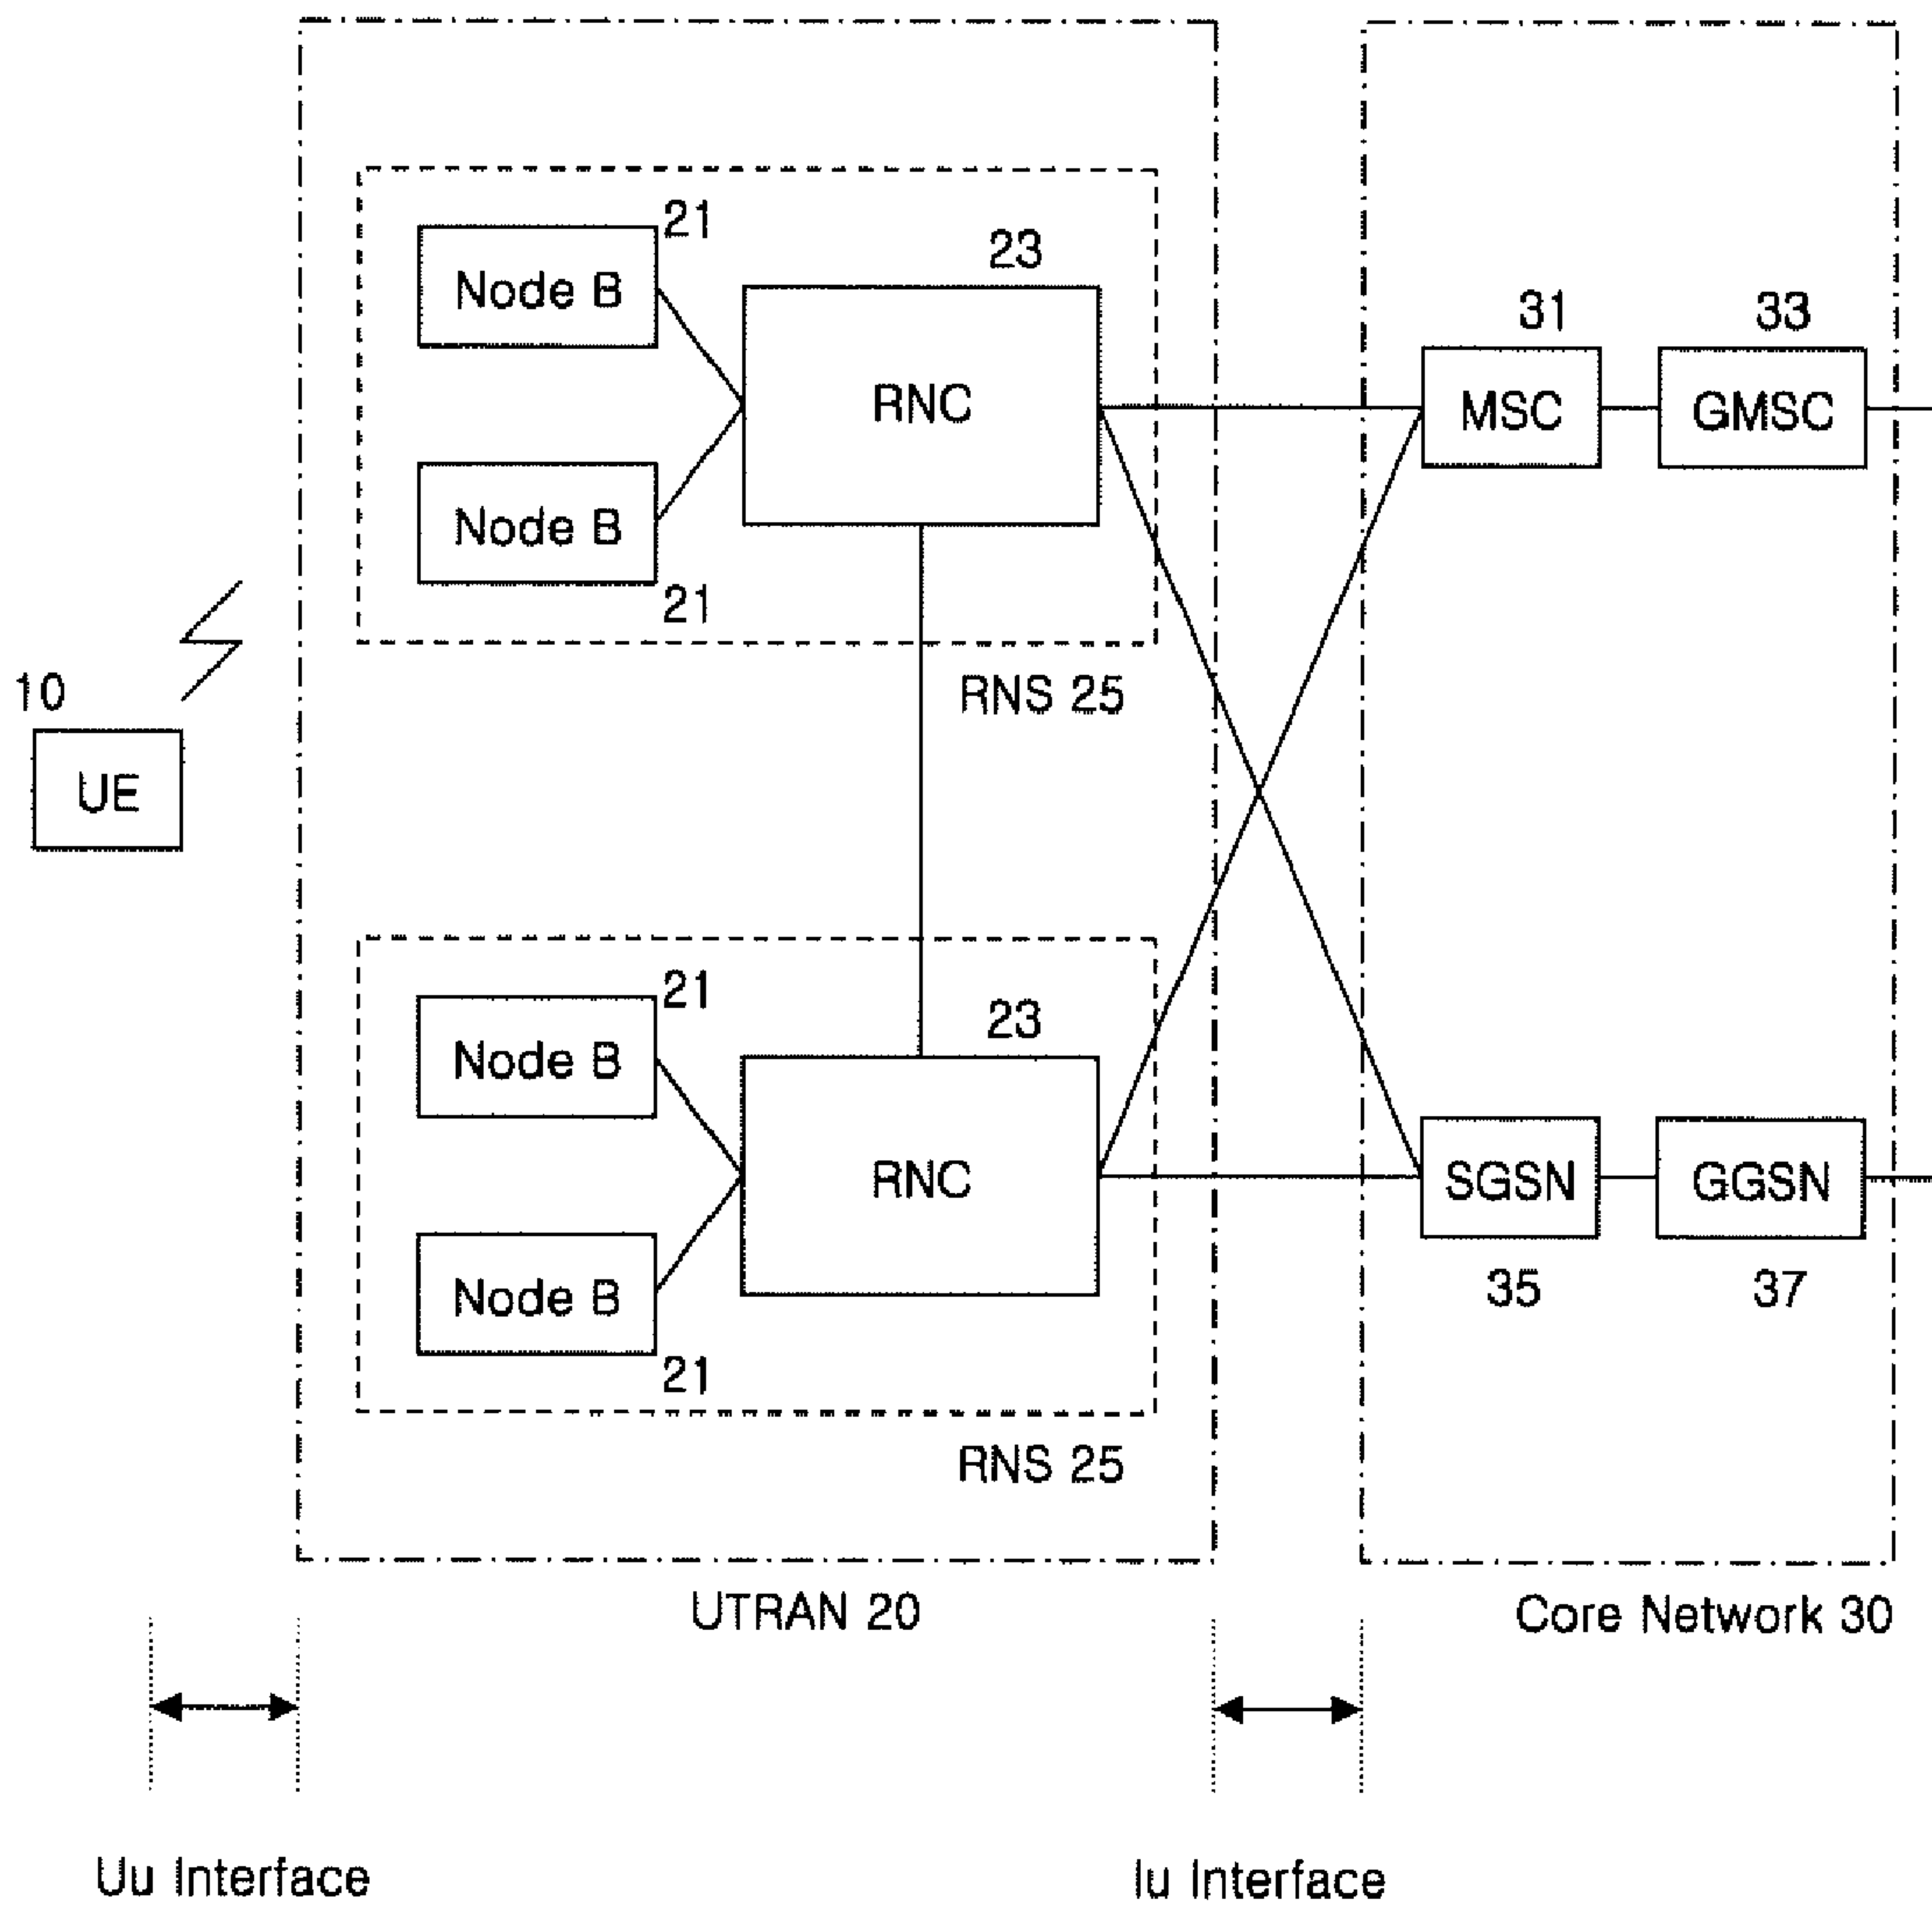 21
23
Node B
31
33
RNC
MSC
GMSC
Node B
21
10
RNS 25
UE
21
23
Node B
RNC
SGSN
GGSN
Node B
35
37
21
RNS 25
UTRAN 20
Core Network 30
Uu Interface
Iu Interface